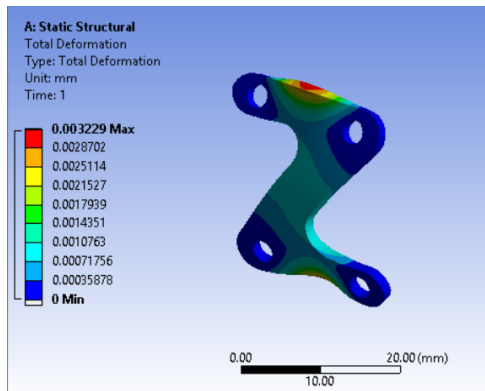 A: Static Structural
Total Deformation
Type: Total Deformation
Unit: mm
Time: 1
0.003229 Max
0.0028702
0.0025114
0.0021527
0.0017939
0.0014351
0.0010763
0.00071756
0.00035878
0 Min
0.00 20.00 (mm)
10.00